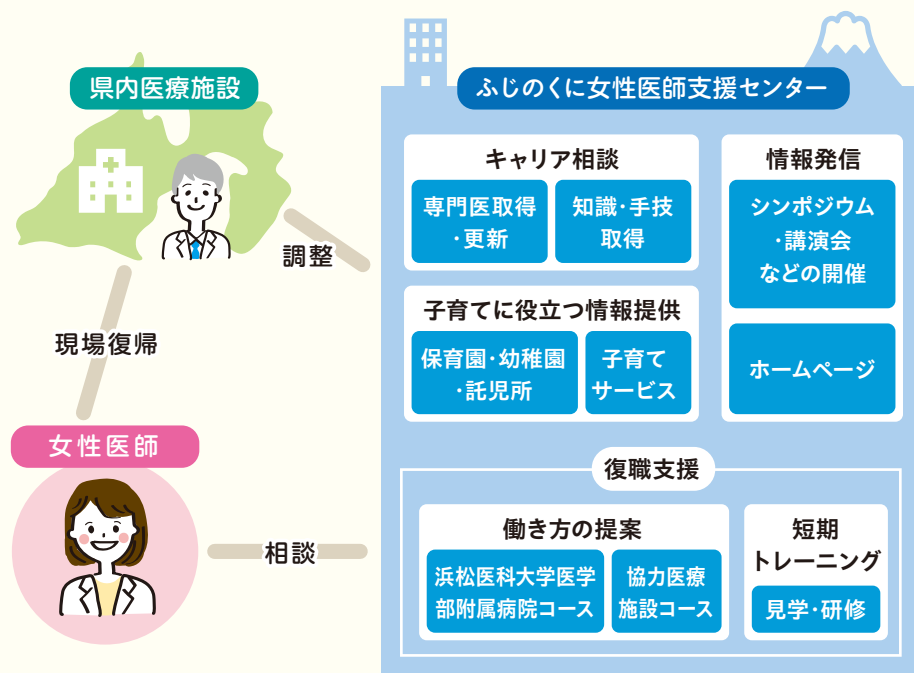 県内医療施設
調整
現場復帰
女性医師
相談
ふじのくに女性医師支援センター
キャリア相談
専門医取得
・更新
知識・手技
取得
子育てに役立つ情報提供
保育園・幼稚園
・託児所
子育て
サービス
情報発信
シンポジウム
・講演会
などの開催
ホームページ
復職支援
働き方の提案
浜松医科大学医学
部附属病院コース
協力医療
施設コース
短期
トレーニング
見学・研修